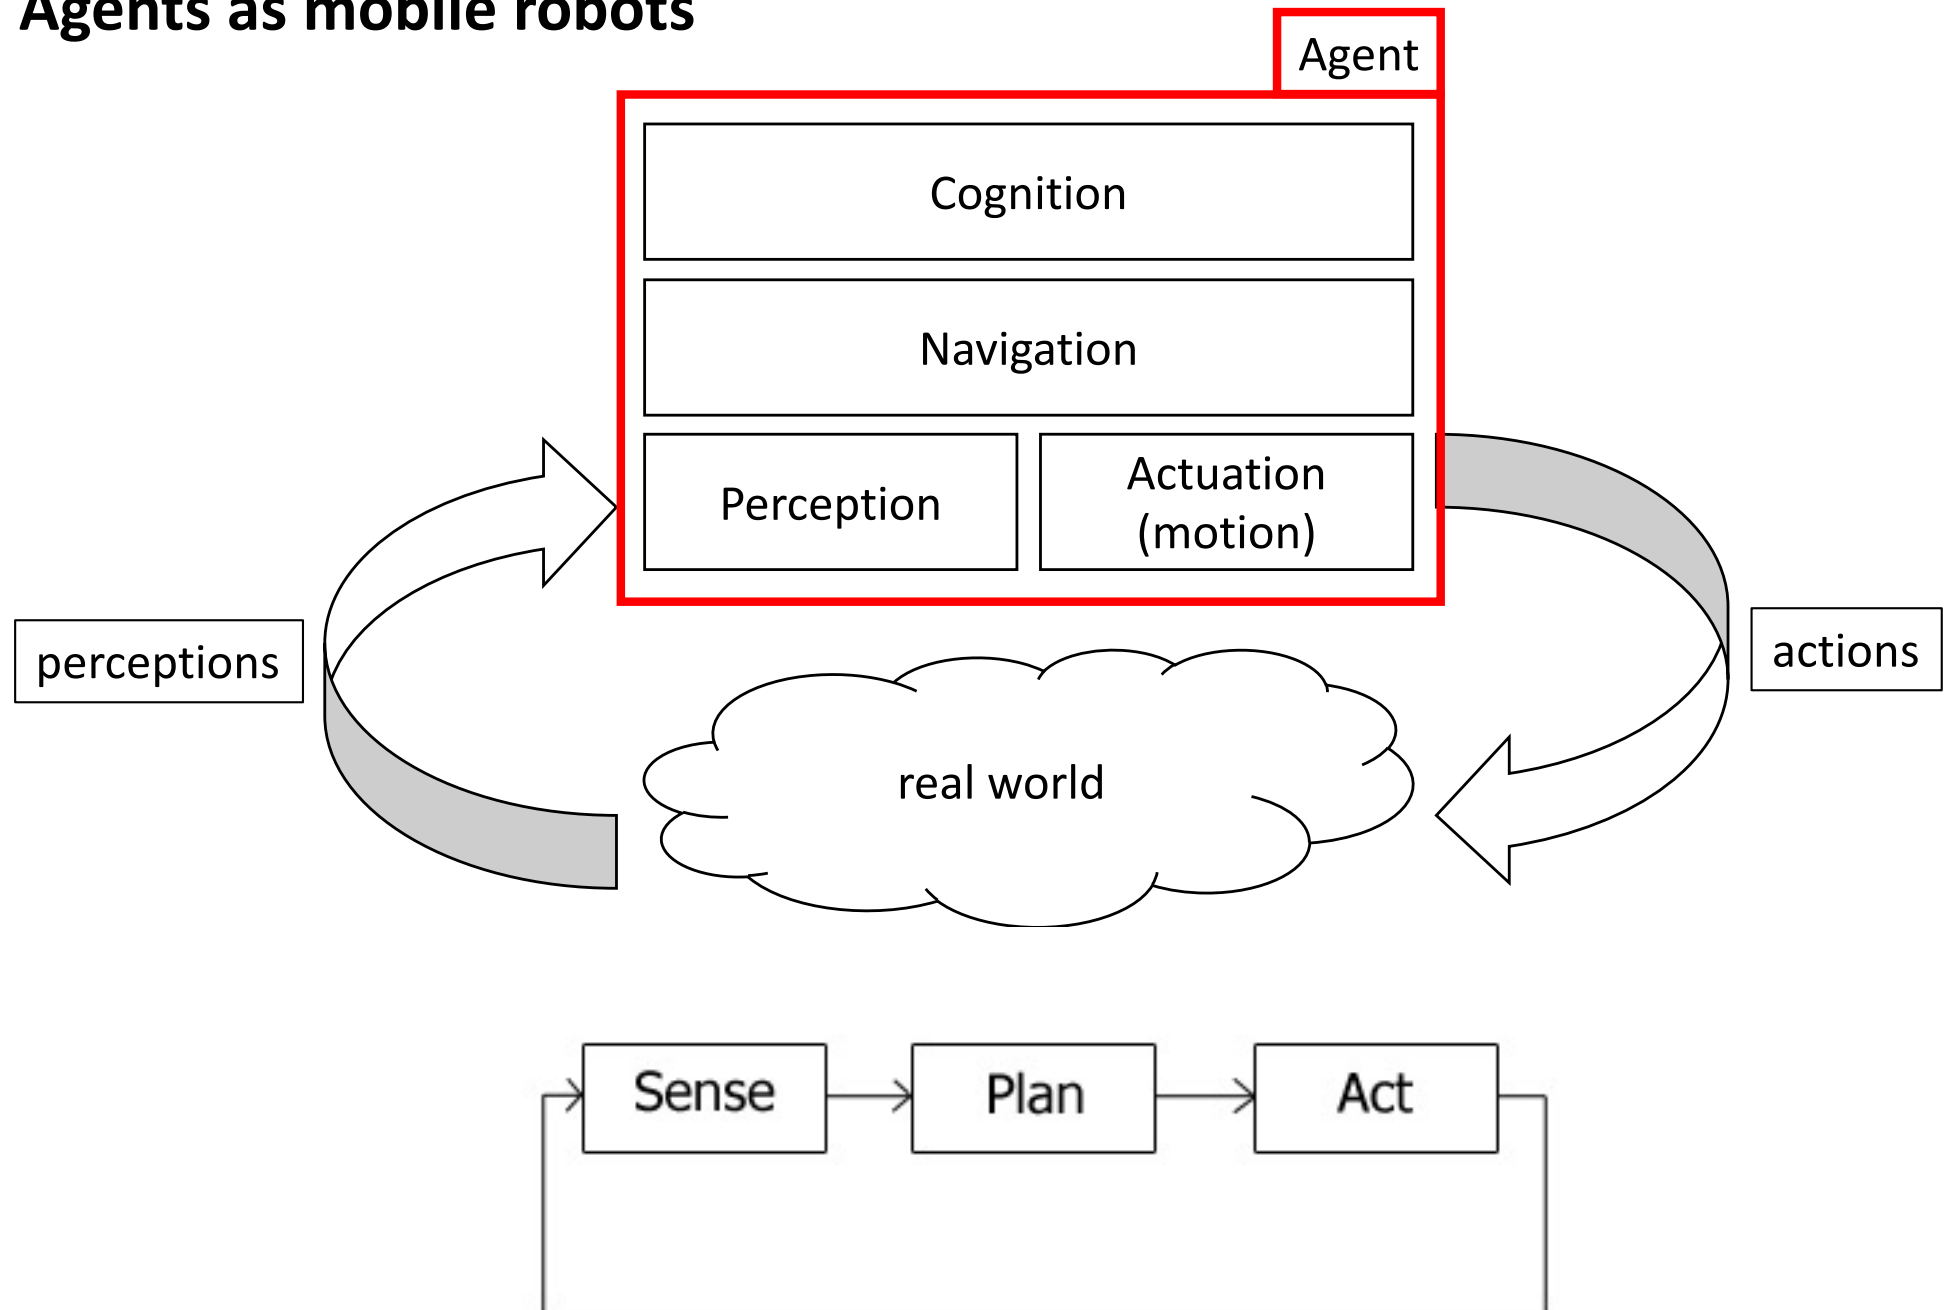 Agents as mobile robots
Agent
Cognition
Navigation
Perception
Actuation
(motion)
perceptions
actions
real world
Sense
Plan
Act